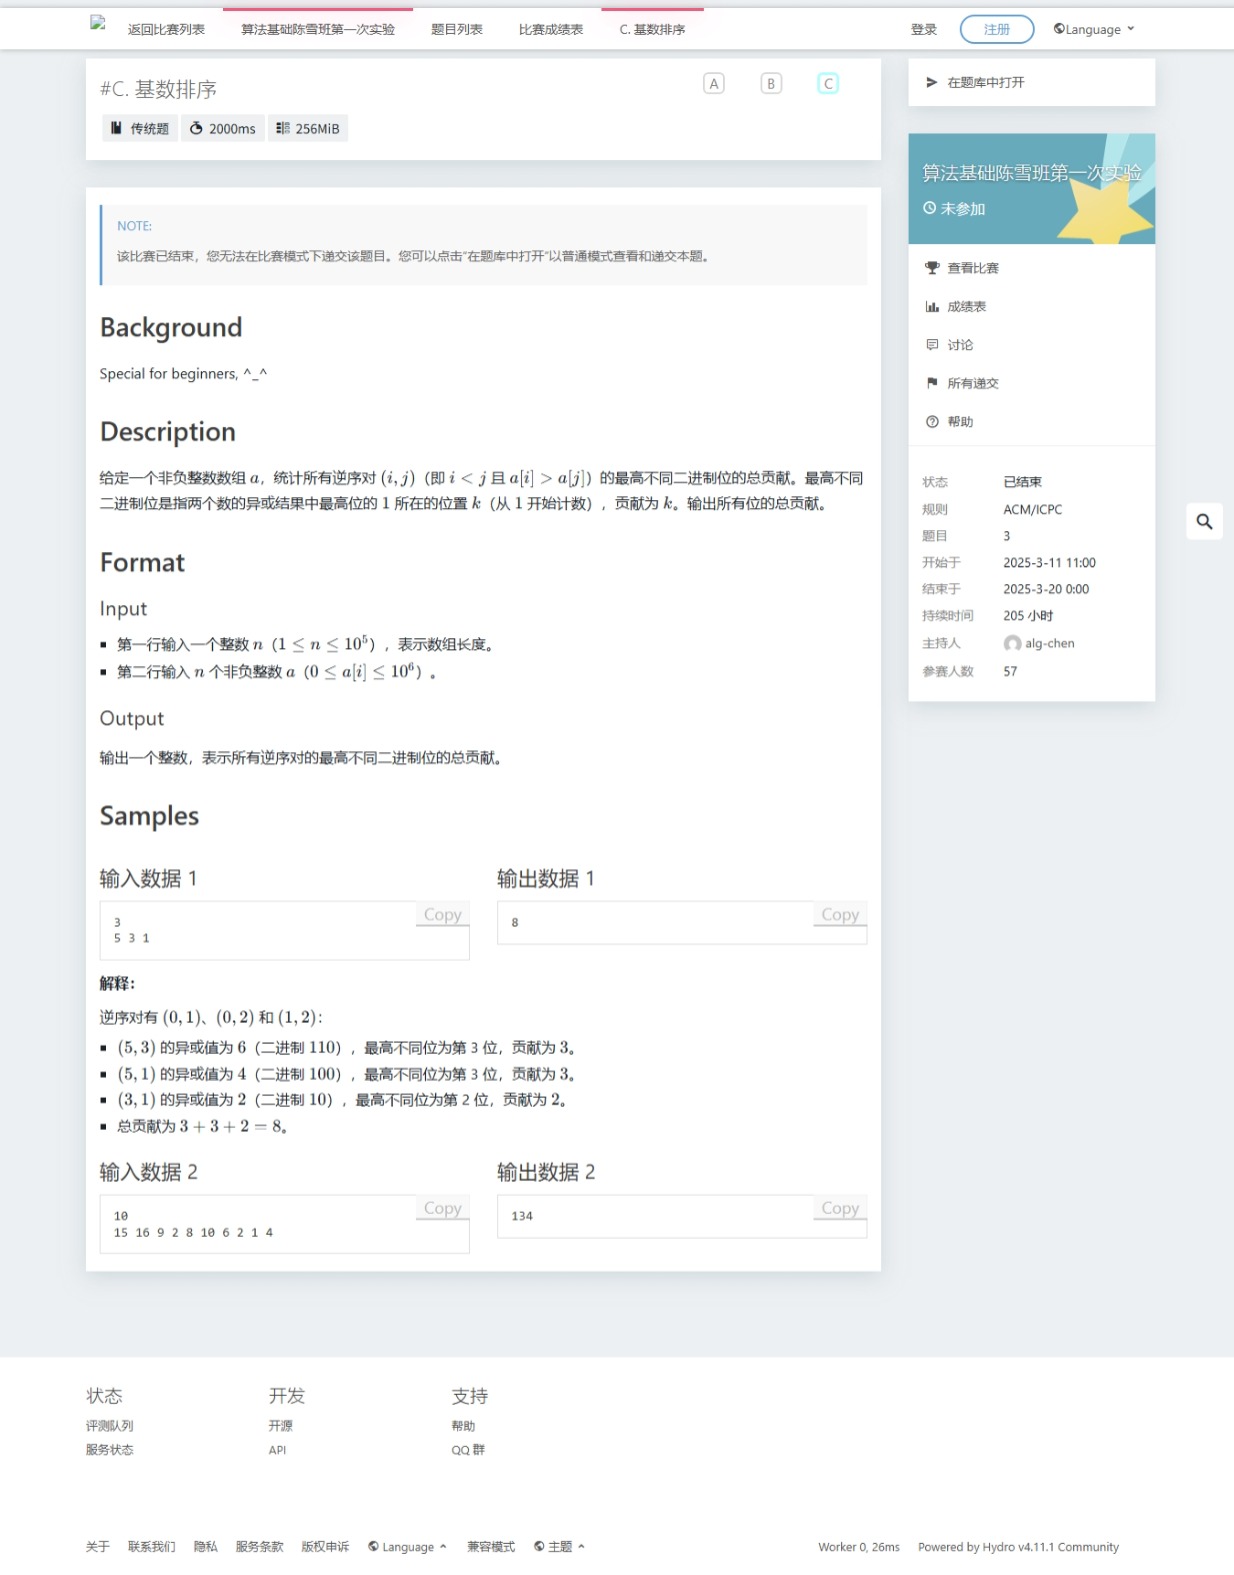 返回比赛列表 算法基础陈雪班第一次实验 题目列表 比赛成绩表 C. 基数排序 登录 注册 Language
#C. 基数排序
A B C
传统题 2000ms 256MiB
NOTE:
该比赛已结束，您无法在比赛模式下递交该题目。您可以点击“在题库中打开”以普通模式查看和递交本题。
Background
Special for beginners, ^_^
Description
给定一个非负整数数组 a，统计所有逆序对 (i, j)（即 i < j 且 a[i] > a[j]）的最高不同二进制位的总贡献。最高不同
二进制位是指两个数的异或结果中最高位的 1 所在的位置 k（从 1 开始计数），贡献为 k。输出所有位的总贡献。
Format
Input
▪ 第一行输入一个整数 n（1 ≤ n ≤ 10⁵），表示数组长度。
▪ 第二行输入 n 个非负整数 a（0 ≤ a[i] ≤ 10⁶）。
Output
输出一个整数，表示所有逆序对的最高不同二进制位的总贡献。
Samples
输入数据 1
Copy
3
5 3 1
输出数据 1
Copy
8
解释：
逆序对有 (0, 1)、(0, 2) 和 (1, 2)：
▪ (5, 3) 的异或值为 6（二进制 110），最高不同位为第 3 位，贡献为 3。
▪ (5, 1) 的异或值为 4（二进制 100），最高不同位为第 3 位，贡献为 3。
▪ (3, 1) 的异或值为 2（二进制 10），最高不同位为第 2 位，贡献为 2。
▪ 总贡献为 3 + 3 + 2 = 8。
输入数据 2
Copy
10
15 16 9 2 8 10 6 2 1 4
输出数据 2
Copy
134
在题库中打开
算法基础陈雪班第一次实验
未参加
查看比赛
成绩表
讨论
所有递交
帮助
状态 已结束
规则 ACM/ICPC
题目 3
开始于 2025-3-11 11:00
结束于 2025-3-20 0:00
持续时间 205 小时
主持人 alg-chen
参赛人数 57
状态
评测队列
服务状态
开发
开源
API
支持
帮助
QQ 群
关于 联系我们 隐私 服务条款 版权申诉 Language 兼容模式 主题 Worker 0, 26ms Powered by Hydro v4.11.1 Community